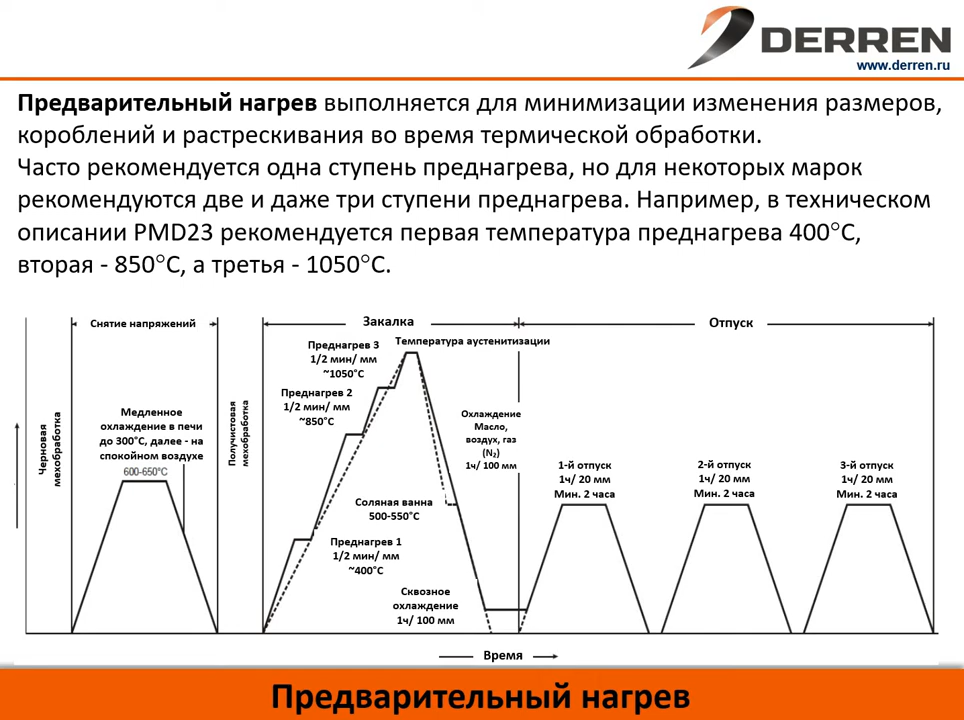 DERREN
www.derren.ru
Предварительный нагрев выполняется для минимизации изменения размеров,
короблений и растрескивания во время термической обработки.
Часто рекомендуется одна ступень преднагрева, но для некоторых марок
рекомендуются две и даже три ступени преднагрева. Например, в техническом
описании PMD23 рекомендуется первая температура преднагрева 400°C,
вторая - 850°C, а третья - 1050°C.
Снятие напряжений
Закалка
Отпуск
Черновая
мехобработка
Медленное
охлаждение в печи
до 300°C, далее - на
спокойном воздухе
600-650°C
Получистовая
мехобработка
Преднагрев 3
1/2 мин/ мм
~1050°C
Температура аустенитизации
Преднагрев 2
1/2 мин/ мм
~850°C
Охлаждение
Масло,
воздух, газ
(N₂)
1ч/ 100 мм
Соляная ванна
500-550°C
Преднагрев 1
1/2 мин/ мм
~400°C
Сквозное
охлаждение
1ч/ 100 мм
1-й отпуск
1ч/ 20 мм
Мин. 2 часа
2-й отпуск
1ч/ 20 мм
Мин. 2 часа
3-й отпуск
1ч/ 20 мм
Мин. 2 часа
Время
Предварительный нагрев